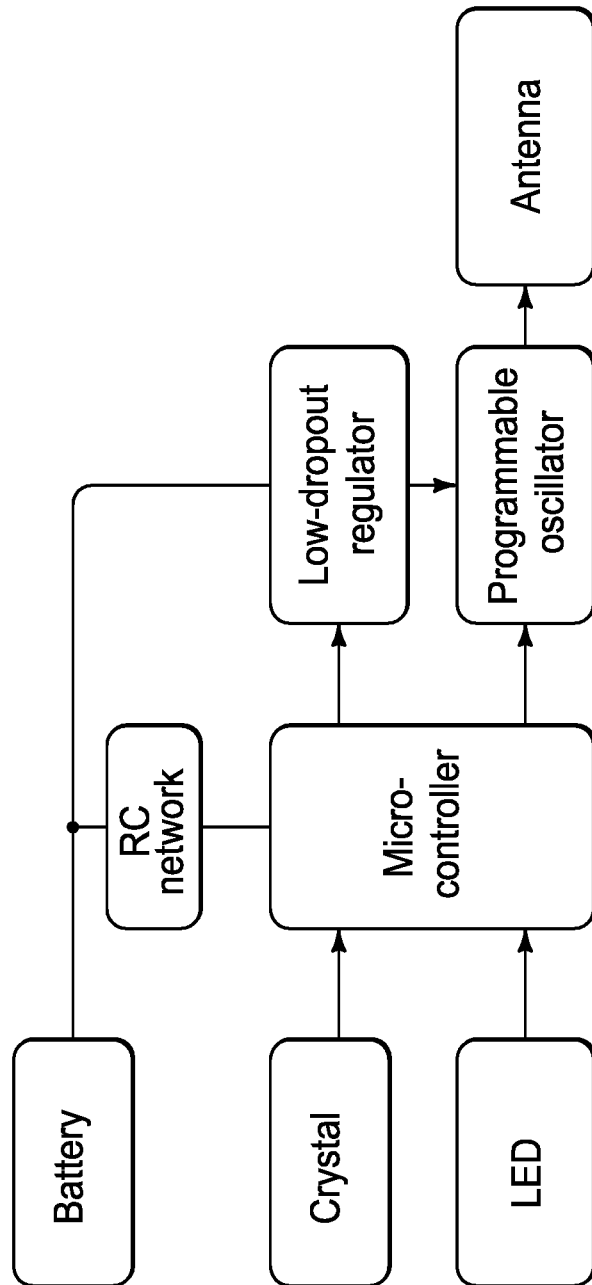 Battery
RC
network
Crystal
Micro-
controller
Low-dropout
regulator
LED
Programmable
oscillator
Antenna